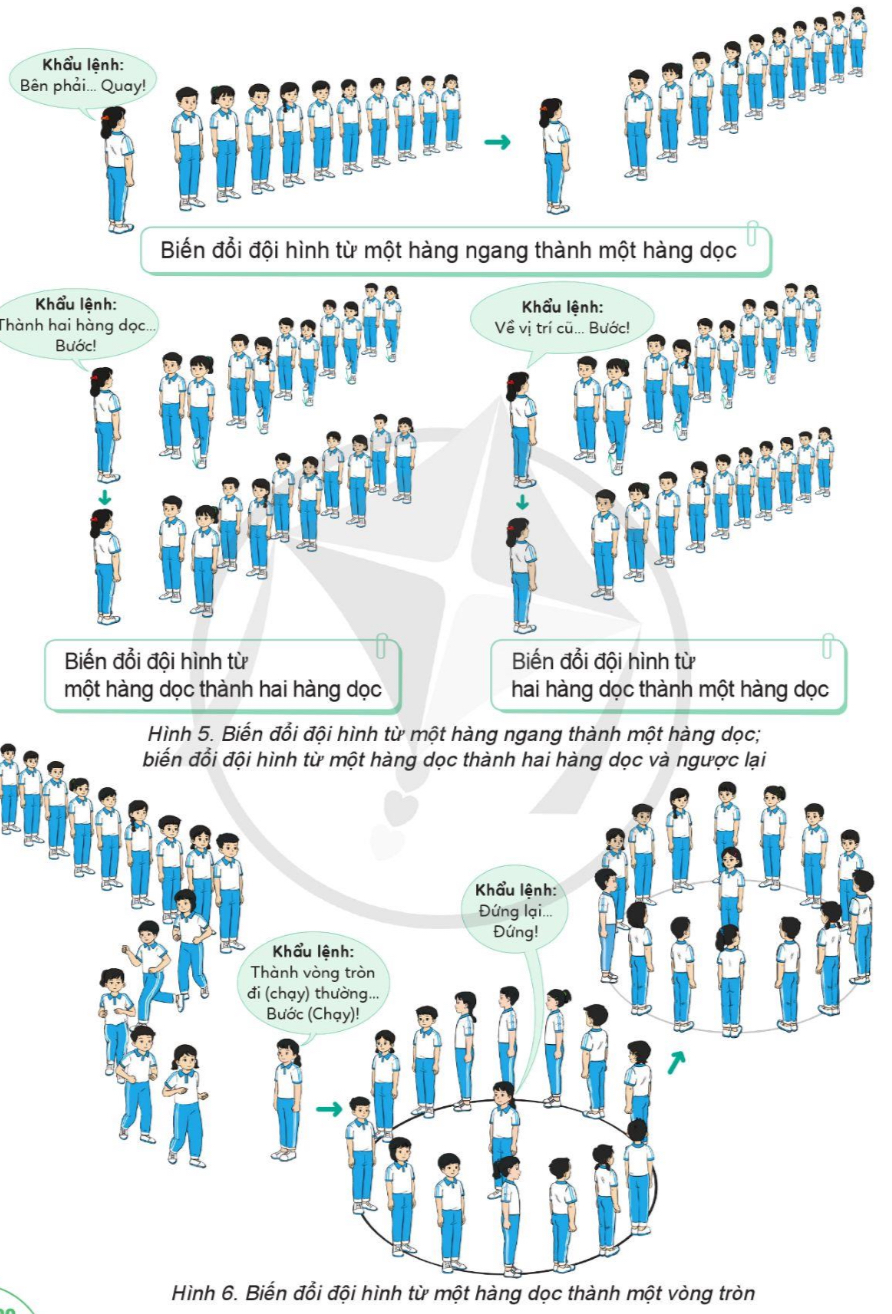 Khẩu lệnh:
Bên phải... Quay!
Biến đổi đội hình từ một hàng ngang thành một hàng dọc
Khẩu lệnh:
Thành hai hàng dọc...
Bước!
Khẩu lệnh:
Về vị trí cũ... Bước!
Biến đổi đội hình từ
một hàng dọc thành hai hàng dọc
Biến đổi đội hình từ
hai hàng dọc thành một hàng dọc
Hình 5. Biến đổi đội hình từ một hàng ngang thành một hàng dọc;
biến đổi đội hình từ một hàng dọc thành hai hàng dọc và ngược lại
Khẩu lệnh:
Đứng lại...
Đứng!
Khẩu lệnh:
Thành vòng tròn
đi (chạy) thường...
Bước (Chạy)!
Hình 6. Biến đổi đội hình từ một hàng dọc thành một vòng tròn